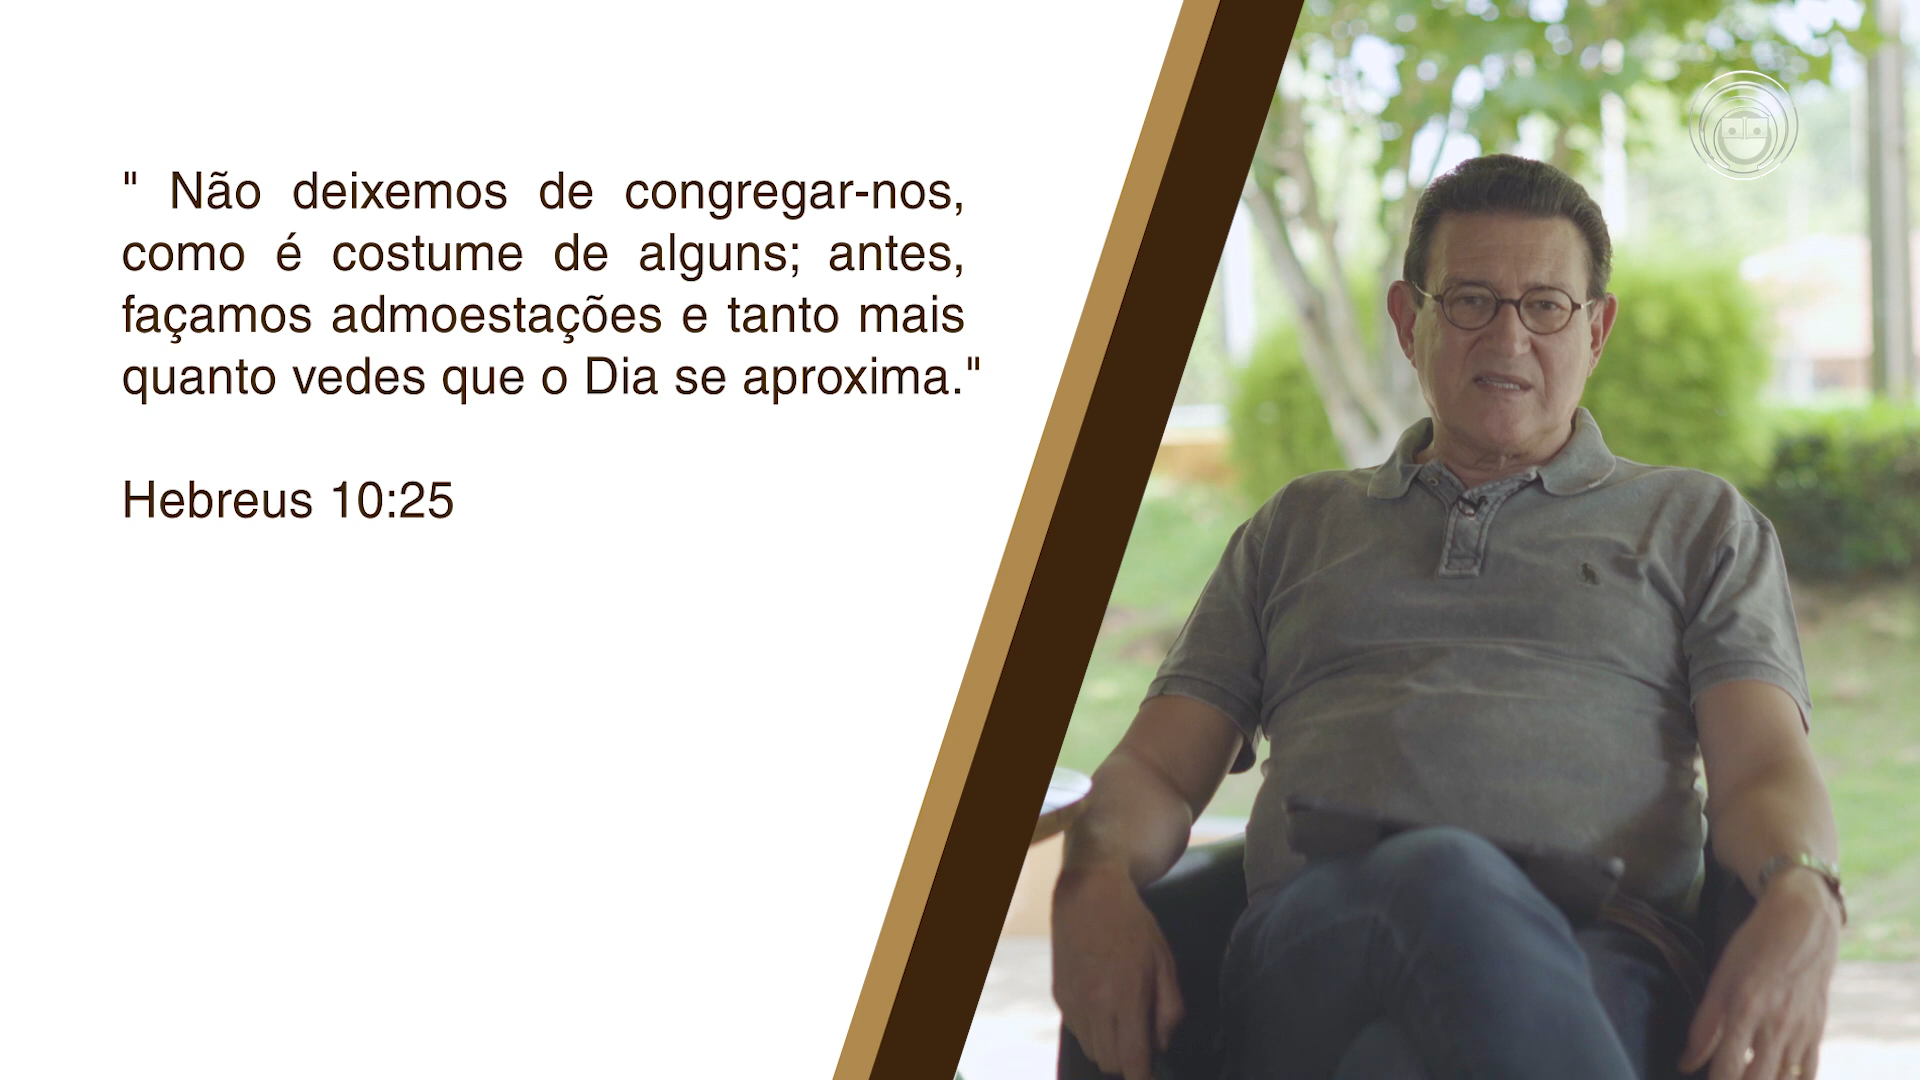 " Não deixemos de congregar-nos,
como é costume de alguns; antes,
façamos admoestações e tanto mais
quanto vedes que o Dia se aproxima."
Hebreus 10:25